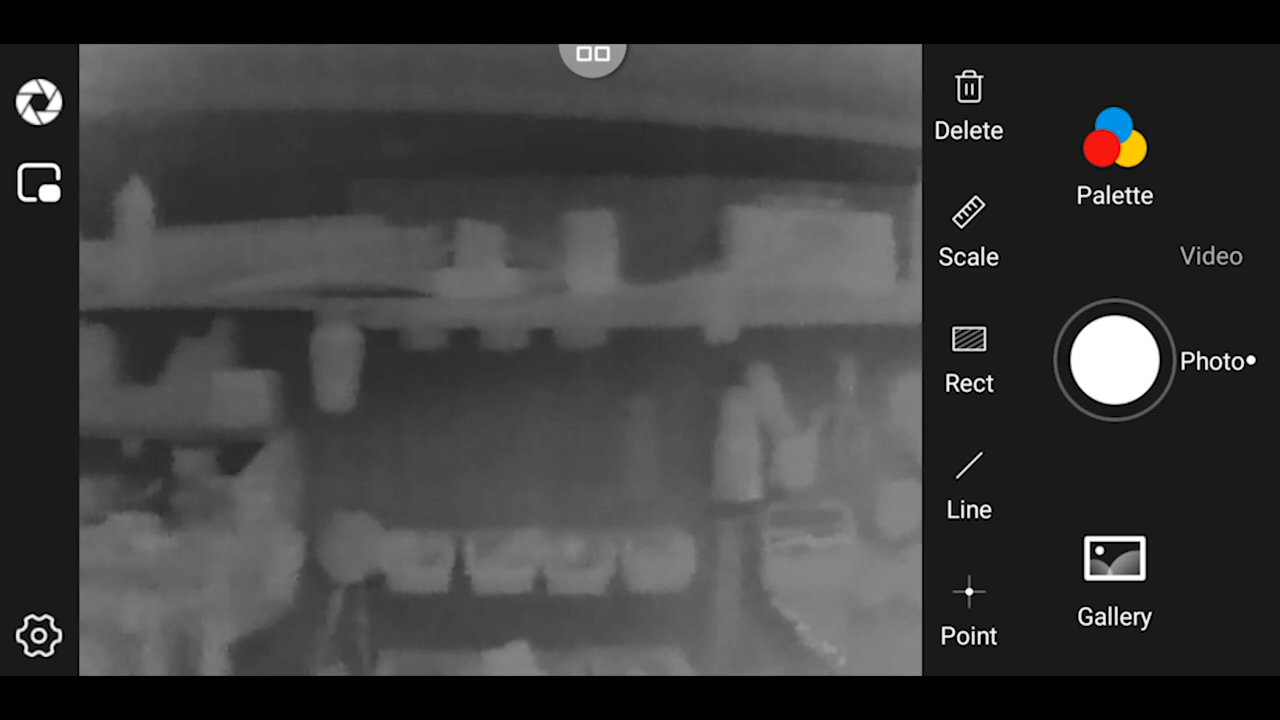 Delete
Palette
Scale
Video
Rect
Photo
Line
Gallery
Point